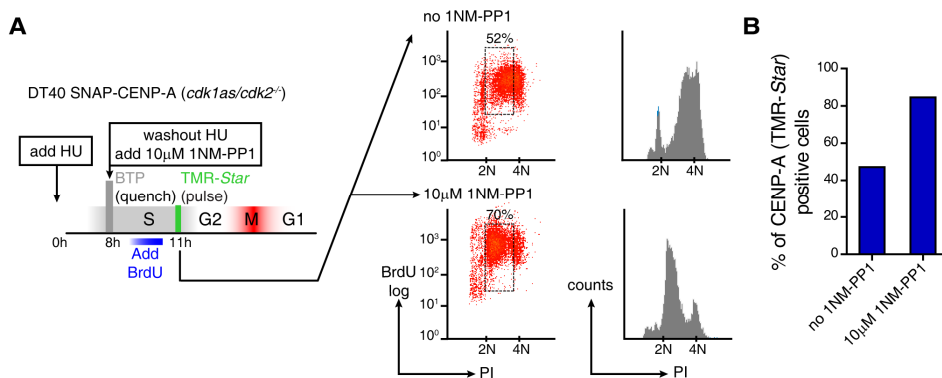 A
DT40 SNAP-CENP-A (cdk1as/cdk2-/-)
add HU
washout HU
add 10µM 1NM-PP1
BTP
(quench)
TMR-Star
(pulse)
S
G2
M
G1
0h
8h
11h
Add
BrdU
no 1NM-PP1
52%
10³
10²
10¹
10⁰
2N
4N
2N
4N
10µM 1NM-PP1
70%
10³
10²
10¹
10⁰
BrdU
log
2N
4N
PI
counts
2N
4N
PI
B
% of CENP-A (TMR-Star)
positive cells
100
80
60
40
20
0
no 1NM-PP1
10µM 1NM-PP1